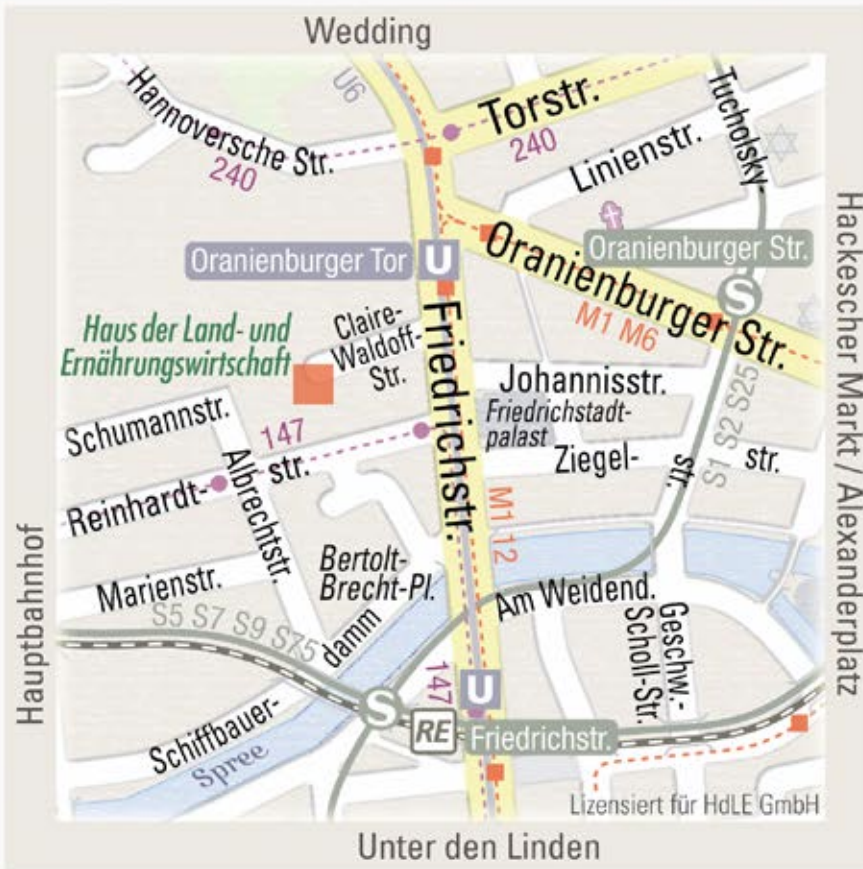 Wedding
U6
Hannoversche Str.
240
Torstr.
240
Linienstr.
Tucholsky-
Oranienburger Tor
U
Oranienburger Str.
Oranienburger Str.
S
M1 M6
Hackescher Markt / Alexanderplatz
Haus der Land- und
Ernährungswirtschaft
Claire-
Waldoff-
Str.
Friedrichstr.
Johannisstr.
Friedrichstadt-
palast
Ziegel-
str.
str.
S1 S2 S25
Schumannstr.
147
Reinhardt-
str.
Albrechtstr.
M1 12
Marienstr.
Bertolt-
Brecht-Pl.
Am Weidend.
Geschw.-
Scholl-Str.
S5 S7 S9 S75
damm
Schiffbauer-
Spree
S
RE
147
U
Friedrichstr.
Hauptbahnhof
Lizensiert für HdLE GmbH
Unter den Linden